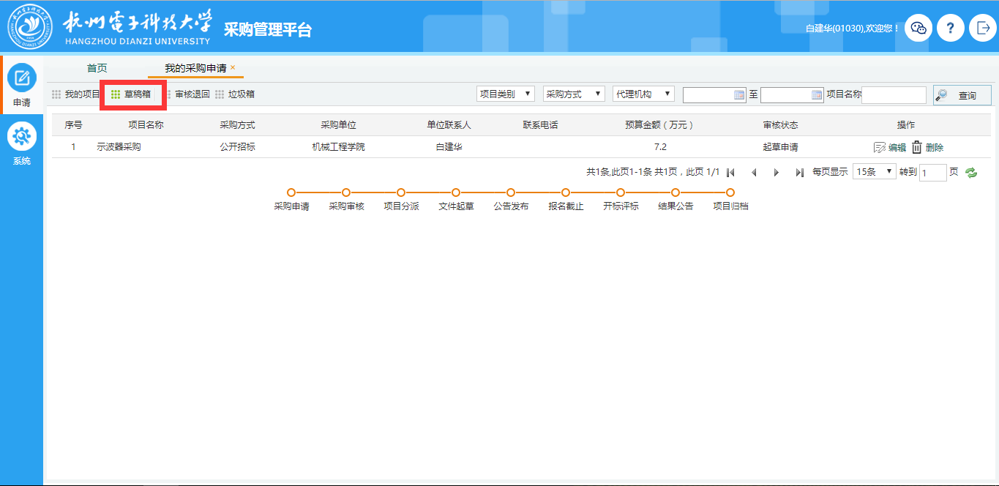 杭州电子科技大学
HANGZHOU DIANZI UNIVERSITY
采购管理平台
白建华(01030),欢迎您！
?
申请
系统
首页 我的采购申请 ×
我的项目 草稿箱 审核退回 垃圾箱 项目类别 采购方式 代理机构 至 项目名称 查询
序号 项目名称 采购方式 采购单位 单位联系人 联系电话 预算金额（万元） 审核状态 操作
1 示波器采购 公开招标 机械工程学院 白建华 7.2 起草申请 编辑 删除
共1条,此页1-1条 共1页，此页 1/1 每页显示 15条 转到 1 页
采购申请 采购审核 项目分派 文件起草 公告发布 报名截止 开标评标 结果公告 项目归档